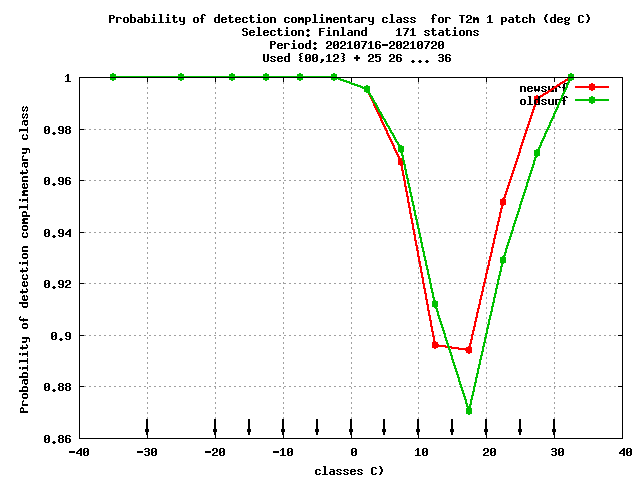 Probability of detection complimentary class  for T2m 1 patch (deg C)
Selection: Finland    171 stations
Period: 20210716-20210720
Used {00,12} + 25 26 ... 36
newsurf
oldsurf
Probability of detection complimentary class
1
0.98
0.96
0.94
0.92
0.9
0.88
0.86
-40 -30 -20 -10 0 10 20 30 40
classes C)